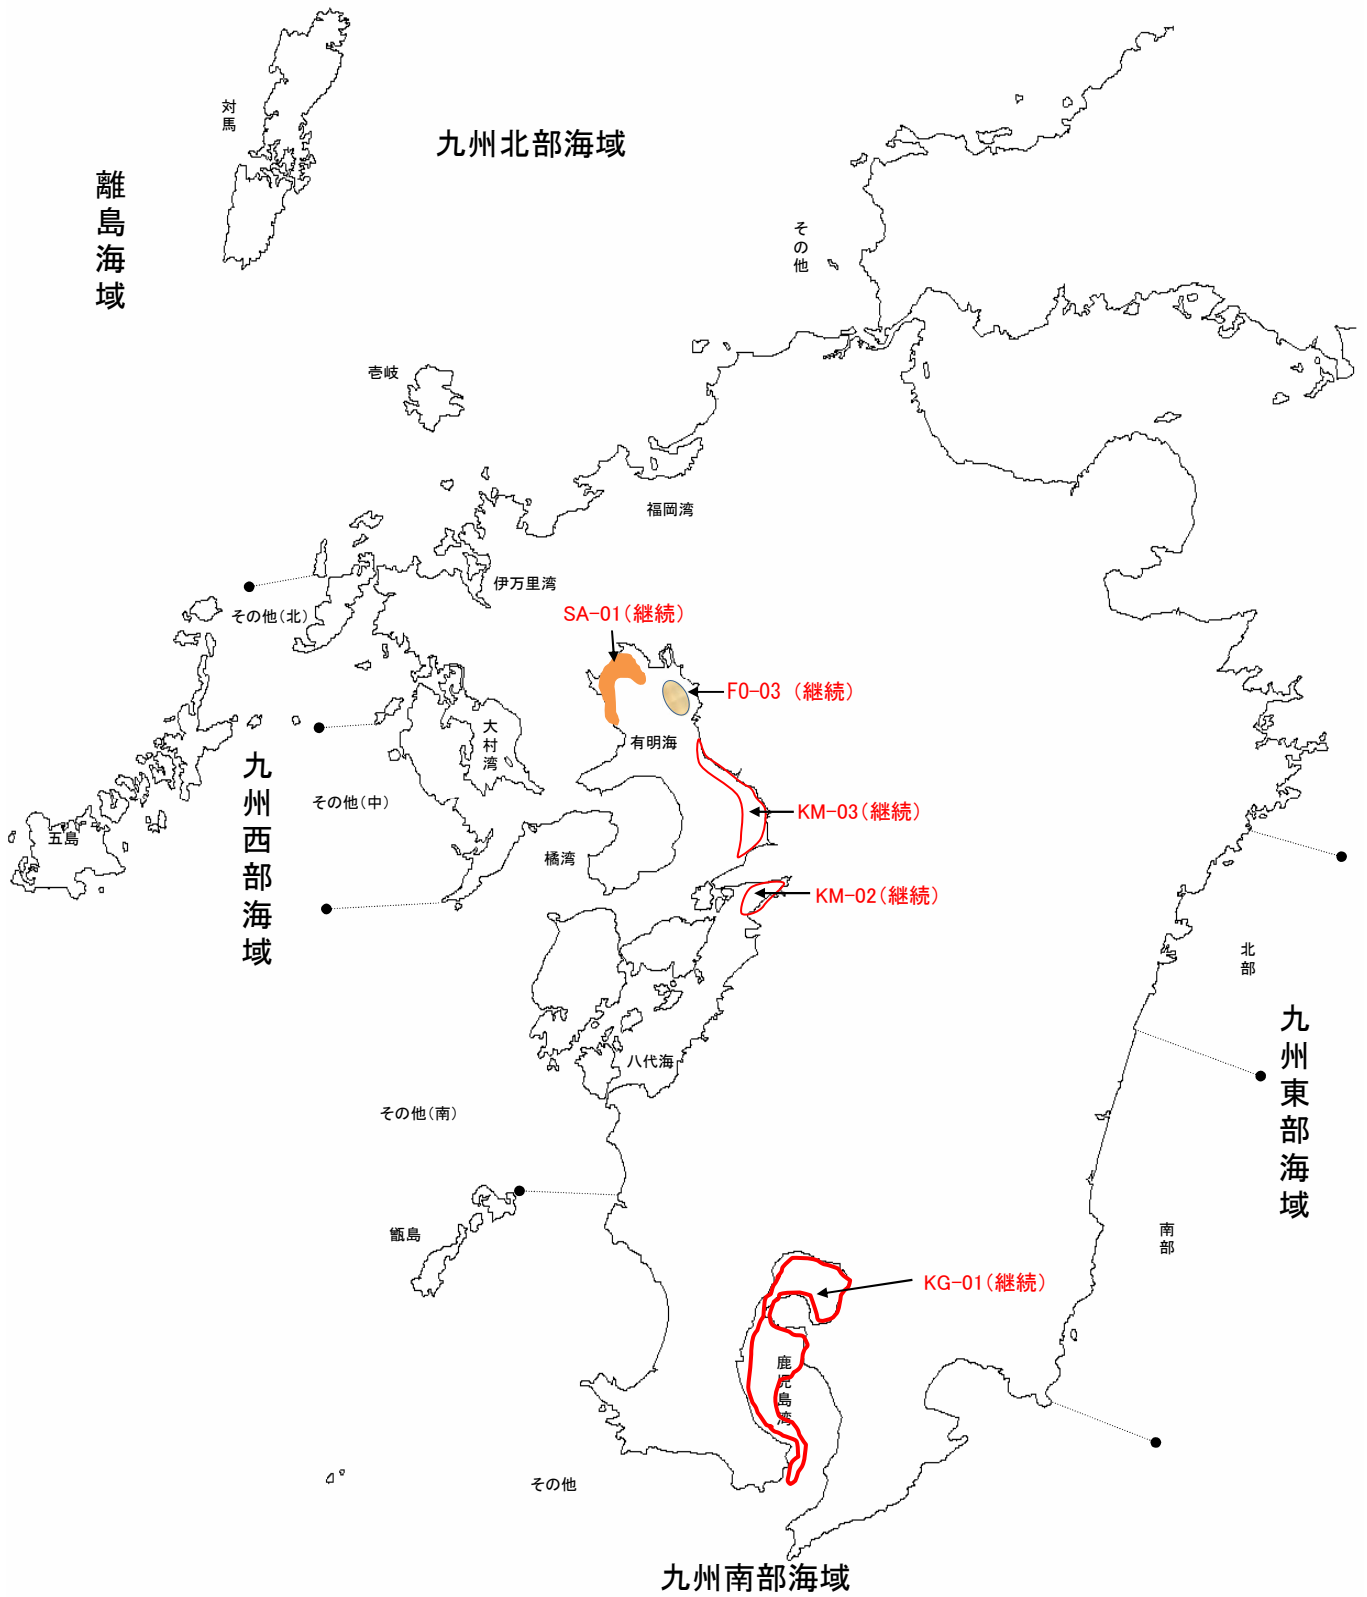 対馬
九州北部海域
離島海域
その他
壱岐
福岡湾
伊万里湾
その他(北)
SA-01(継続)
FO-03 (継続)
大村湾
有明海
九州西部海域
その他(中)
KM-03(継続)
五島
橘湾
KM-02(継続)
北部
九州東部海域
八代海
その他(南)
甑島
南部
KG-01(継続)
鹿児島湾
その他
九州南部海域